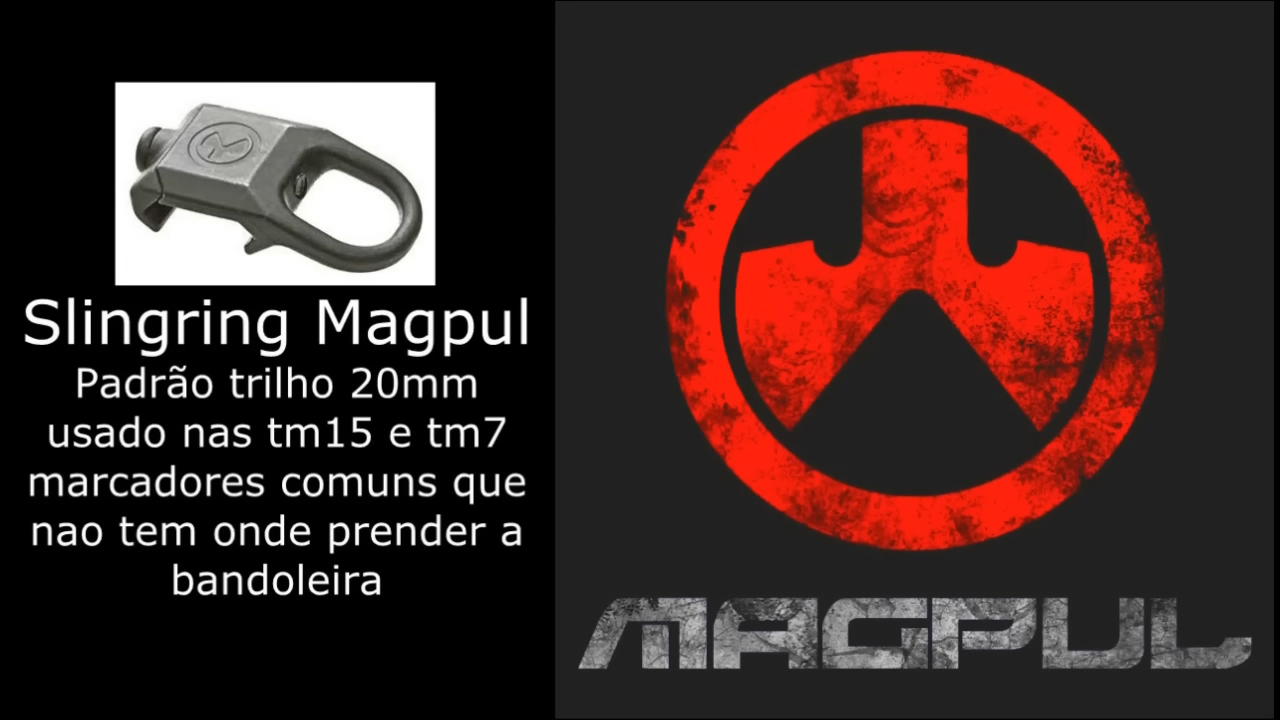 Slingring Magpul
Padrão trilho 20mm
usado nas tm15 e tm7
marcadores comuns que
nao tem onde prender a
bandoleira
MAGPUL